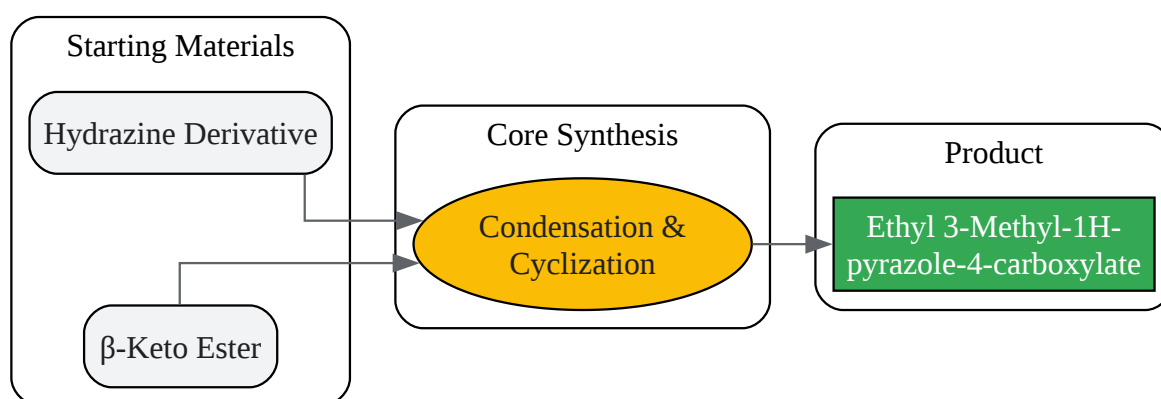 Starting Materials
Hydrazine Derivative
β-Keto Ester
Core Synthesis
Condensation &
Cyclization
Product
Ethyl 3-Methyl-1H-
pyrazole-4-carboxylate